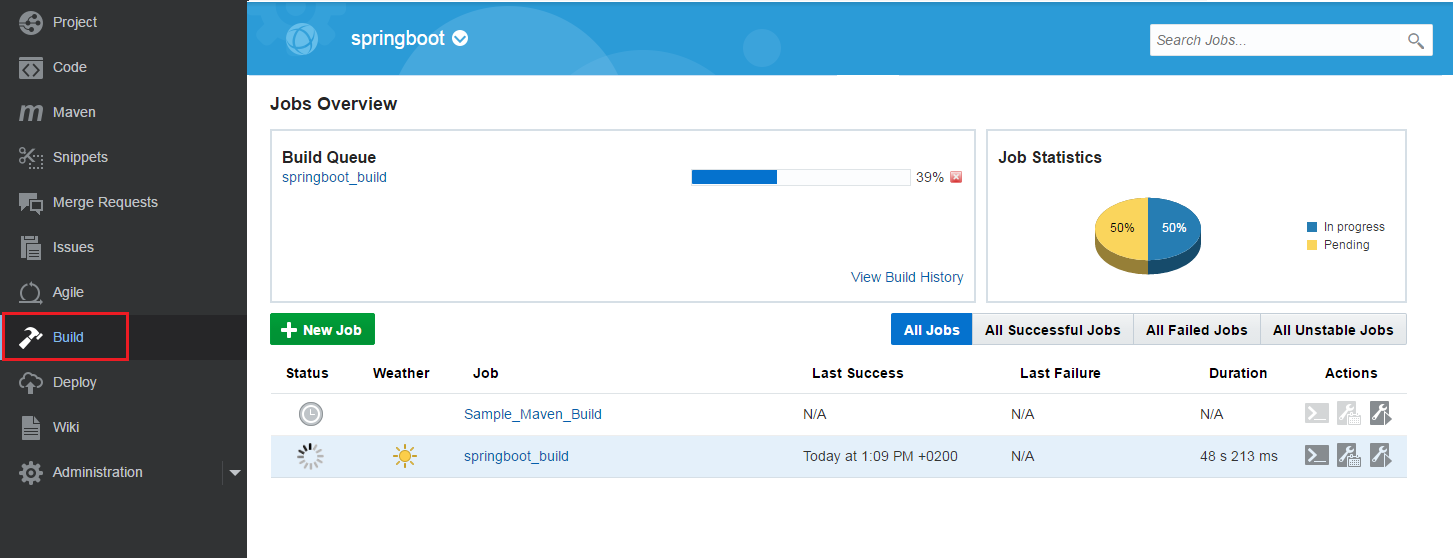 Project
Code
Maven
Snippets
Merge Requests
Issues
Agile
Build
Deploy
Wiki
Administration
springboot
Search Jobs...
Jobs Overview
Build Queue
springboot_build
39%
View Build History
Job Statistics
50%
50%
In progress
Pending
New Job
All Jobs
All Successful Jobs
All Failed Jobs
All Unstable Jobs
Status Weather Job Last Success Last Failure Duration Actions
Sample_Maven_Build N/A N/A N/A
springboot_build Today at 1:09 PM +0200 N/A 48 s 213 ms